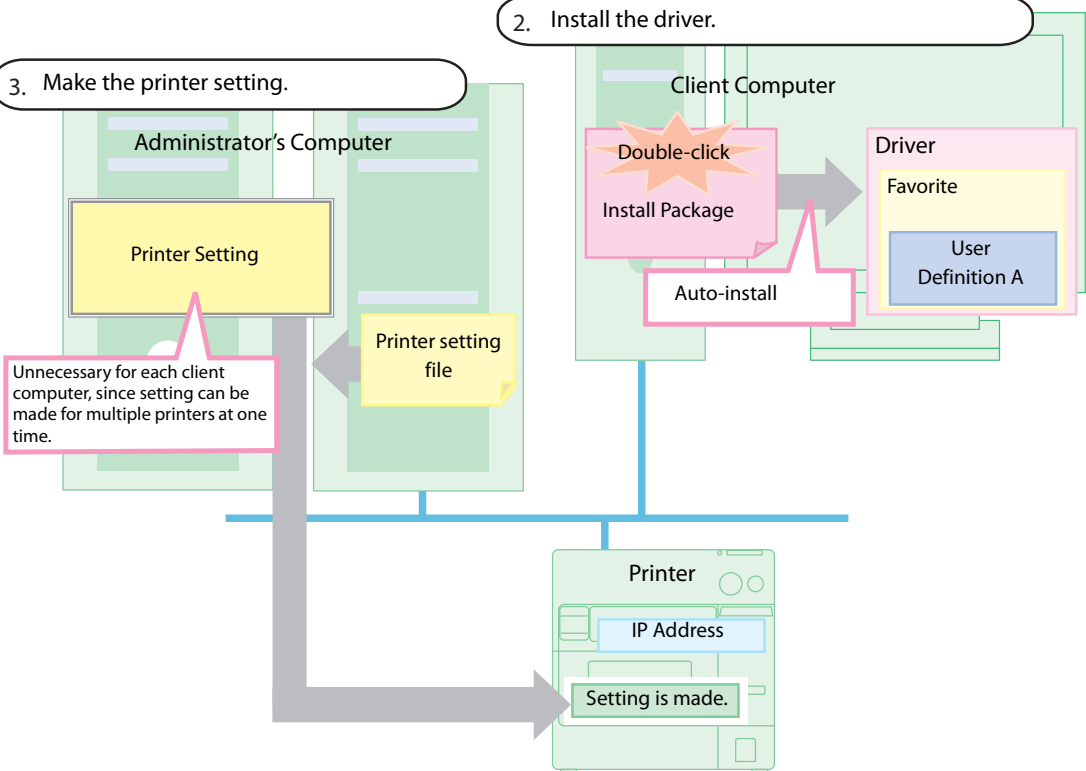 2. Install the driver.
3. Make the printer setting.
Client Computer
Administrator's Computer
Double-click
Install Package
Driver
Favorite
User
Definition A
Auto-install
Printer Setting
Printer setting
file
Unnecessary for each client
computer, since setting can be
made for multiple printers at one
time.
Printer
IP Address
Setting is made.